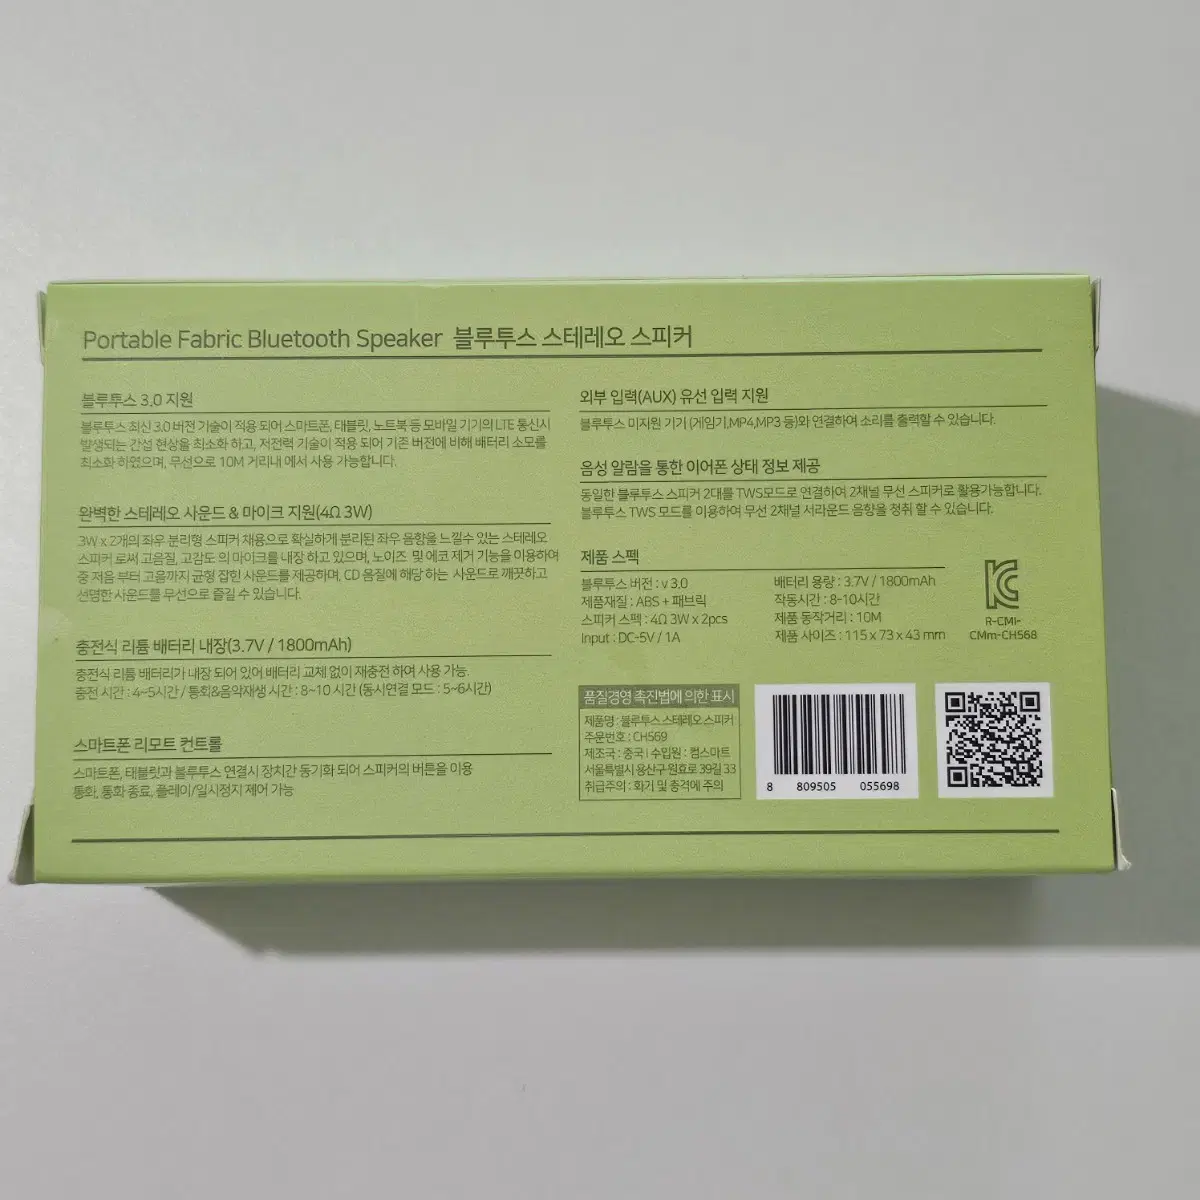 Portable Fabric Bluetooth Speaker 블루투스 스테레오 스피커
블루투스 3.0 지원
블루투스 최신 3.0 버전 기술이 적용 되어 스마트폰, 태블릿, 노트북 등 모바일 기기의 LTE 통신시
발생되는 간섭 현상을 최소화 하고, 저전력 기술이 적용 되어 기존 버전에 비해 배터리 소모를
최소화 하였으며, 무선으로 10M 거리내 에서 사용 가능합니다.
완벽한 스테레오 사운드 & 마이크 지원(4Ω 3W)
3W x 2개의 좌우 분리형 스피커 채용으로 확실하게 분리된 좌우 음향을 느낄수 있는 스테레오
스피커 로써 고음질, 고감도 의 마이크를 내장 하고 있으며, 노이즈 및 에코 제거 기능을 이용하여
중 저음 부터 고음까지 균형 잡힌 사운드를 제공하며, CD 음질에 해당 하는 사운드로 깨끗하고
선명한 사운드를 무선으로 즐길 수 있습니다.
충전식 리튬 배터리 내장(3.7V / 1800mAh)
충전식 리튬 배터리가 내장 되어 있어 배터리 교체 없이 재충전 하여 사용 가능.
충전 시간 : 4~5시간 / 통화&음악재생 시간 : 8~10 시간 (동시연결 모드 : 5~6시간)
스마트폰 리모트 컨트롤
스마트폰, 태블릿과 블루투스 연결시 장치간 동기화 되어 스피커의 버튼을 이용
통화, 통화 종료, 플레이/일시정지 제어 가능
외부 입력(AUX) 유선 입력 지원
블루투스 미지원 기기 (게임기,MP4,MP3 등)와 연결하여 소리를 출력할 수 있습니다.
음성 알람을 통한 이어폰 상태 정보 제공
동일한 블루투스 스피커 2대를 TWS모드로 연결하여 2채널 무선 스피커로 활용가능합니다.
블루투스 TWS 모드를 이용하여 무선 2채널 서라운드 음향을 청취 할 수 있습니다.
제품 스펙
블루투스 버전 : v 3.0
제품재질 : ABS + 패브릭
스피커 스펙 : 4Ω 3W x 2pcs
Input : DC-5V / 1A
배터리 용량 : 3.7V / 1800mAh
작동시간 : 8-10시간
제품 동작거리 : 10M
제품 사이즈 : 115 x 73 x 43 mm
R-CMI-
CMm-CH568
품질경영 촉진법에 의한 표시
제품명 : 블루투스 스테레오 스피커
주문번호 : CH569
제조국 : 중국 | 수입원 : 컴스마트
서울특별시 용산구 원효로 39길 33
취급주의 : 화기 및 충격에 주의
8 809505 055698